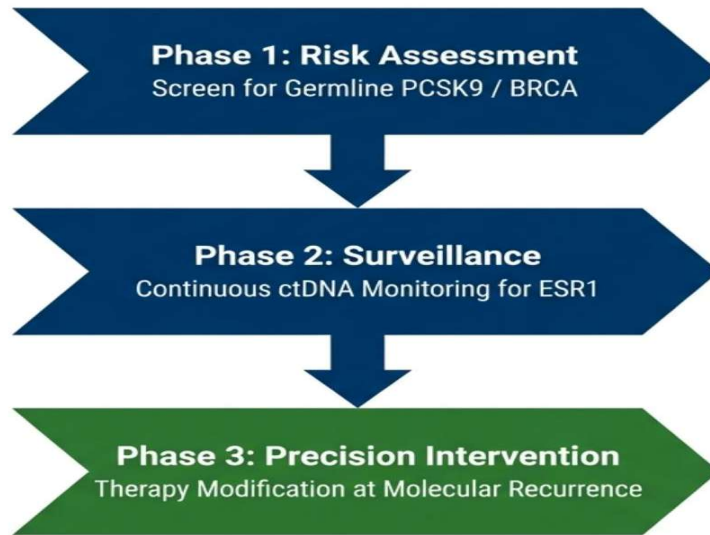 Phase 1: Risk Assessment
Screen for Germline PCSK9 / BRCA
Phase 2: Surveillance
Continuous ctDNA Monitoring for ESR1
Phase 3: Precision Intervention
Therapy Modification at Molecular Recurrence